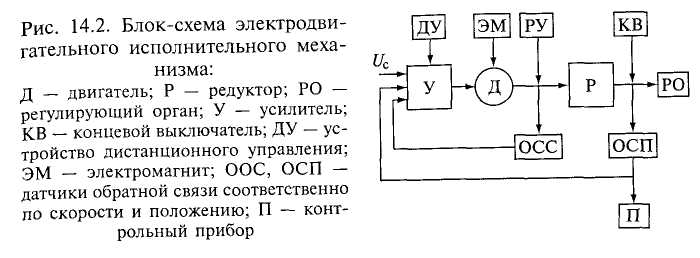 Рис. 14.2. Блок-схема электродви-
гательного исполнительного меха-
низма:
Д — двигатель; Р — редуктор; РО —
регулирующий орган; У — усилитель;
КВ — концевой выключатель; ДУ — ус-
тройство дистанционного управления;
ЭМ — электромагнит; ООС, ОСП —
датчики обратной связи соответственно
по скорости и положению; П — конт-
рольный прибор
ДУ ЭМ РУ КВ
Uс
У Д Р РО
ОСС ОСП
П